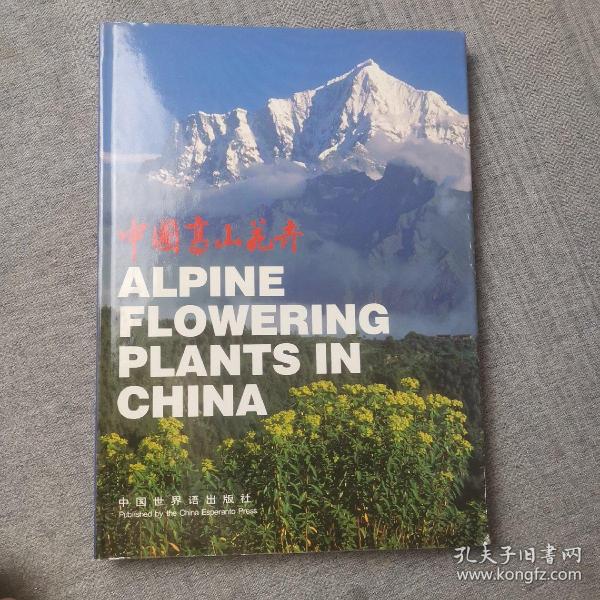 中国高山花卉
ALPINE
FLOWERING
PLANTS IN
CHINA
中国世界语出版社
Published by the China Esperanto Press
孔夫子旧书网
www.kongfz.com